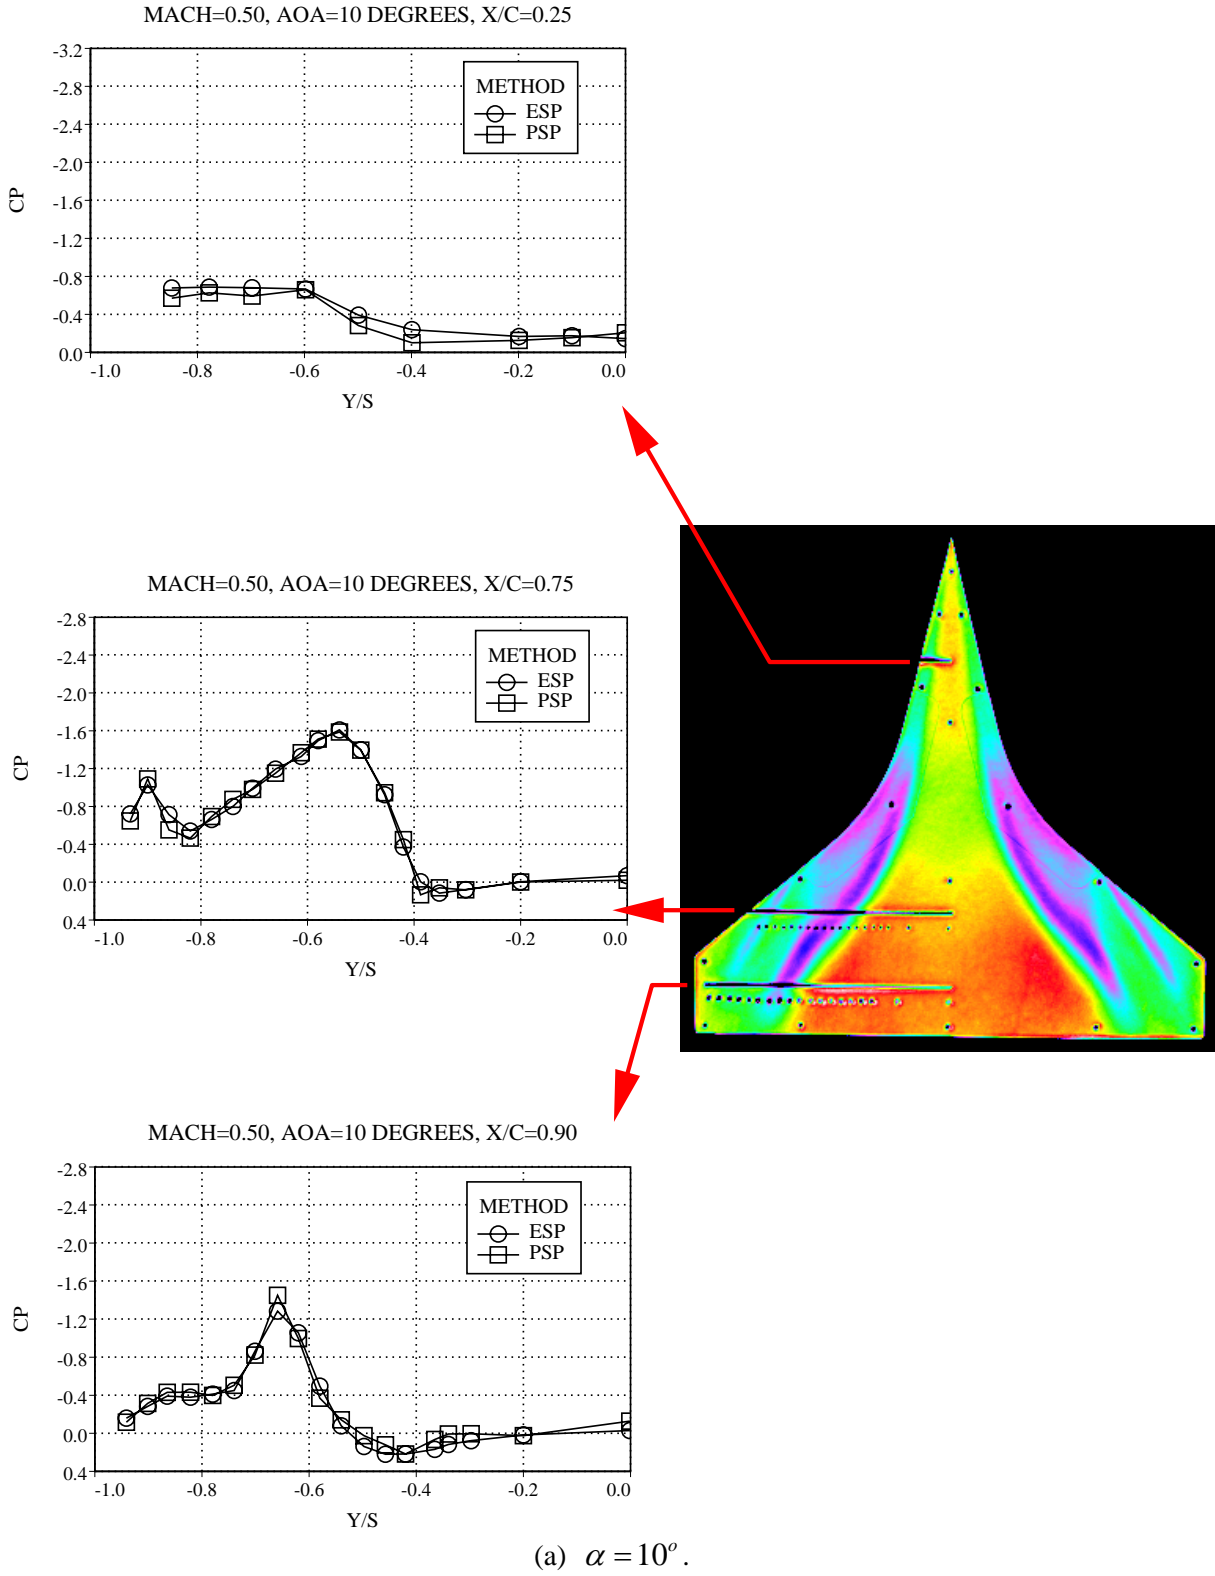 MACH=0.50, AOA=10 DEGREES, X/C=0.25
-3.2
-2.8
-2.4
-2.0
-1.6
-1.2
-0.8
-0.4
0.0
CP
METHOD
ESP
PSP
-1.0 -0.8 -0.6 -0.4 -0.2 0.0
Y/S
MACH=0.50, AOA=10 DEGREES, X/C=0.75
-2.8
-2.4
-2.0
-1.6
-1.2
-0.8
-0.4
0.0
0.4
CP
METHOD
ESP
PSP
-1.0 -0.8 -0.6 -0.4 -0.2 0.0
Y/S
MACH=0.50, AOA=10 DEGREES, X/C=0.90
-2.8
-2.4
-2.0
-1.6
-1.2
-0.8
-0.4
0.0
0.4
CP
METHOD
ESP
PSP
-1.0 -0.8 -0.6 -0.4 -0.2 0.0
Y/S
(a) α = 10°.